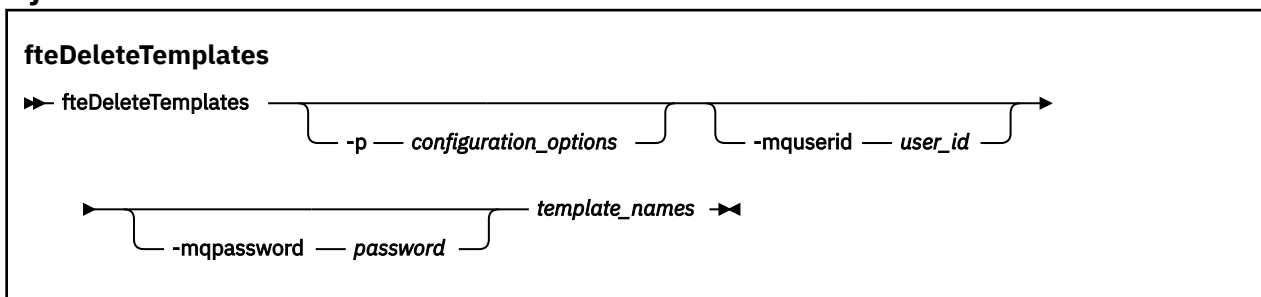 fteDeleteTemplates
fteDeleteTemplates
-p configuration_options -mquserid user_id
template_names
-mqpassword password